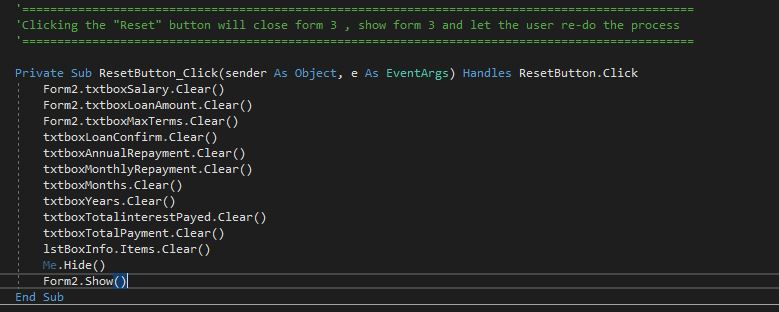 '==========================================================================================
'Clicking the "Reset" button will close form 3 , show form 3 and let the user re-do the process
'==========================================================================================
Private Sub ResetButton_Click(sender As Object, e As EventArgs) Handles ResetButton.Click
Form2.txtboxSalary.Clear()
Form2.txtboxLoanAmount.Clear()
Form2.txtboxMaxTerms.Clear()
txtboxLoanConfirm.Clear()
txtboxAnnualRepayment.Clear()
txtboxMonthlyRepayment.Clear()
txtboxMonths.Clear()
txtboxYears.Clear()
txtboxTotalinterestPayed.Clear()
txtboxTotalPayment.Clear()
lstBoxInfo.Items.Clear()
Me.Hide()
Form2.Show()
End Sub